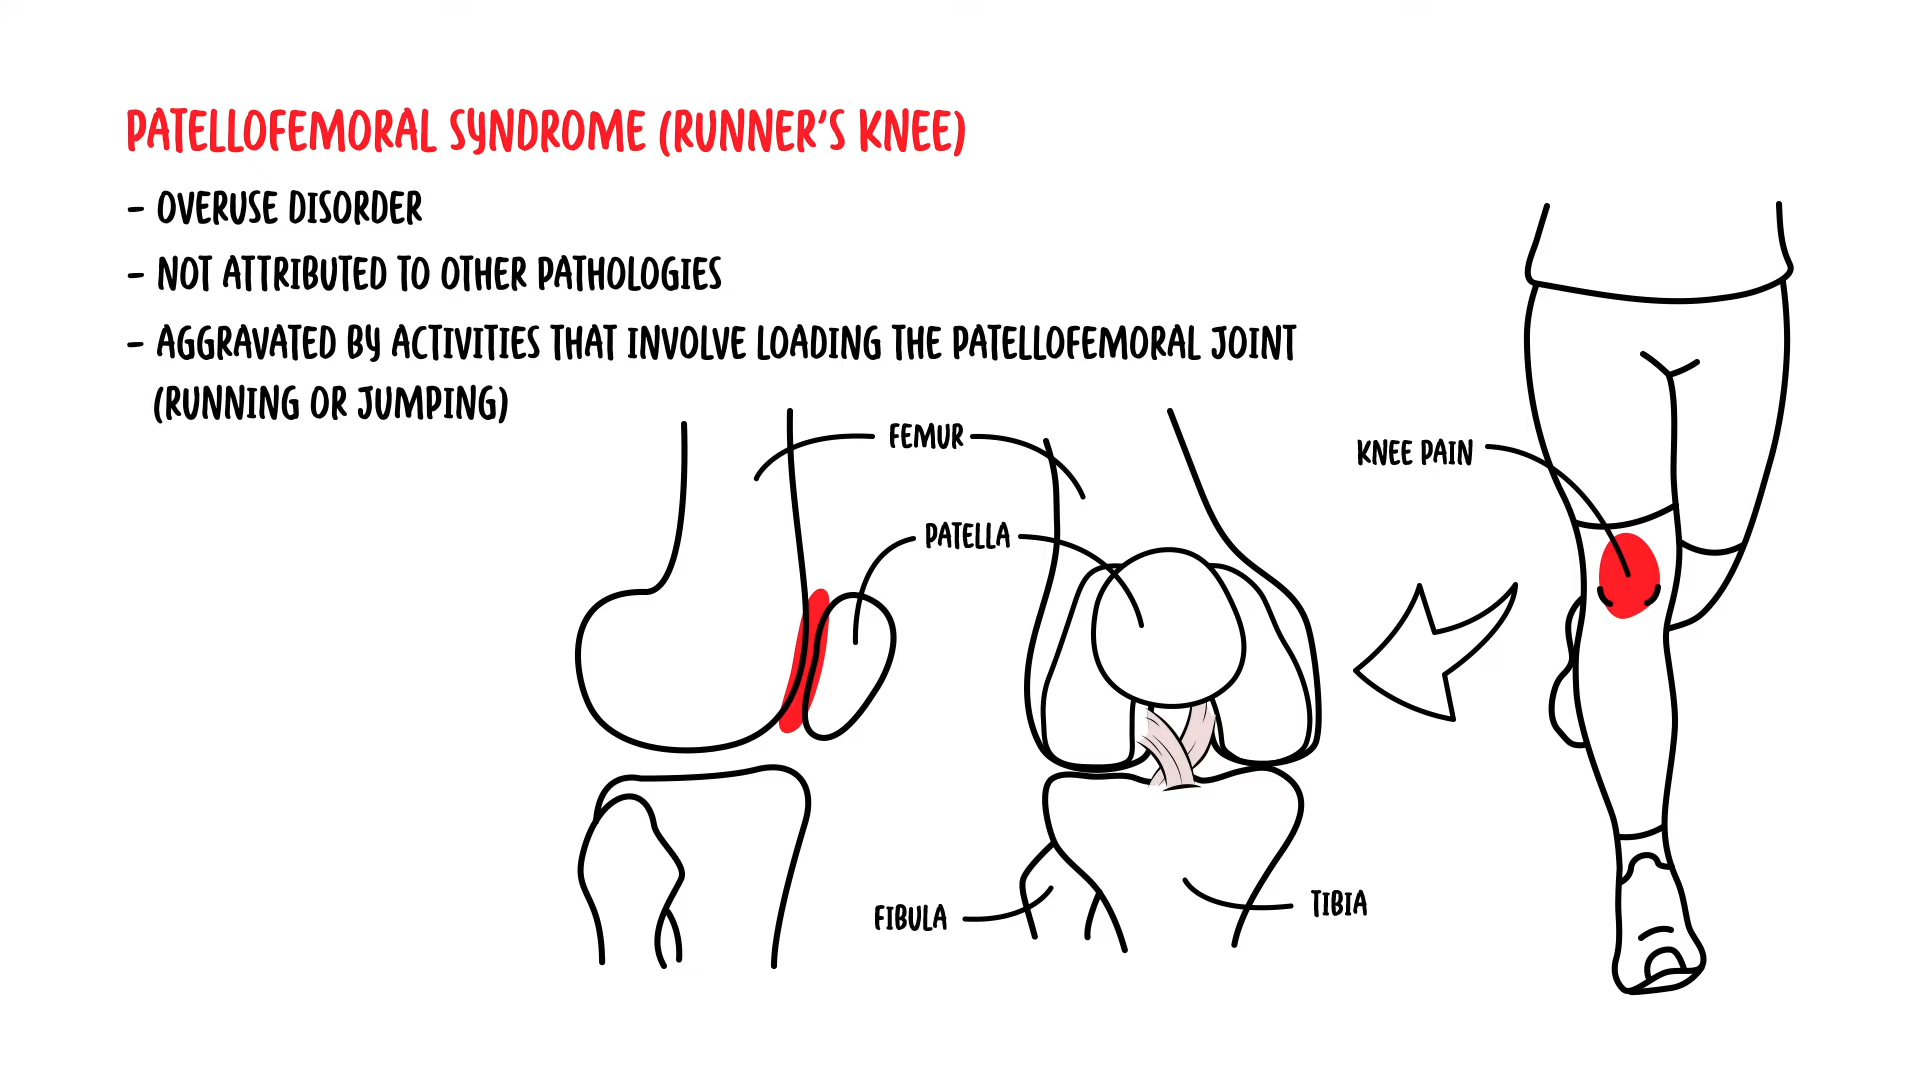 PATELLOFEMORAL SYNDROME (RUNNER'S KNEE)
- OVERUSE DISORDER
- NOT ATTRIBUTED TO OTHER PATHOLOGIES
- AGGRAVATED BY ACTIVITIES THAT INVOLVE LOADING THE PATELLOFEMORAL JOINT
(RUNNING OR JUMPING)
FEMUR
KNEE PAIN
PATELLA
FIBULA
TIBIA